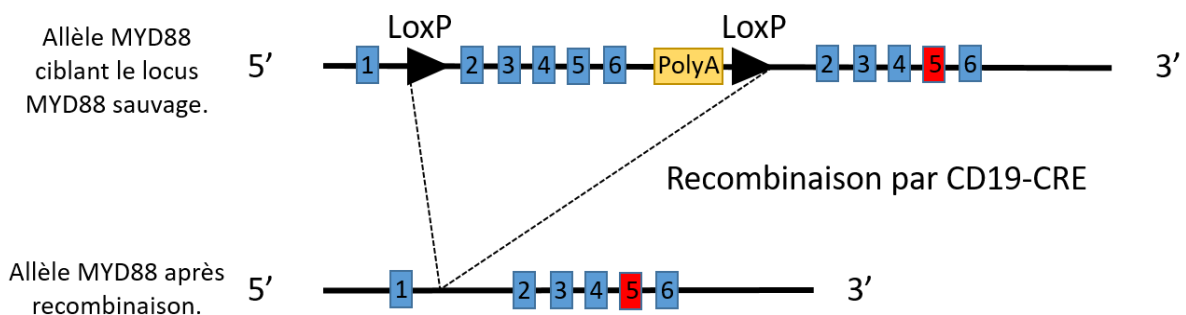 Allèle MYD88
ciblant le locus
MYD88 sauvage.
5’
1
LoxP
2 3 4 5 6
PolyA
LoxP
2 3 4 5 6
3’
Recombinaison par CD19-CRE
Allèle MYD88 après
recombinaison.
5’
1
2 3 4 5 6
3’